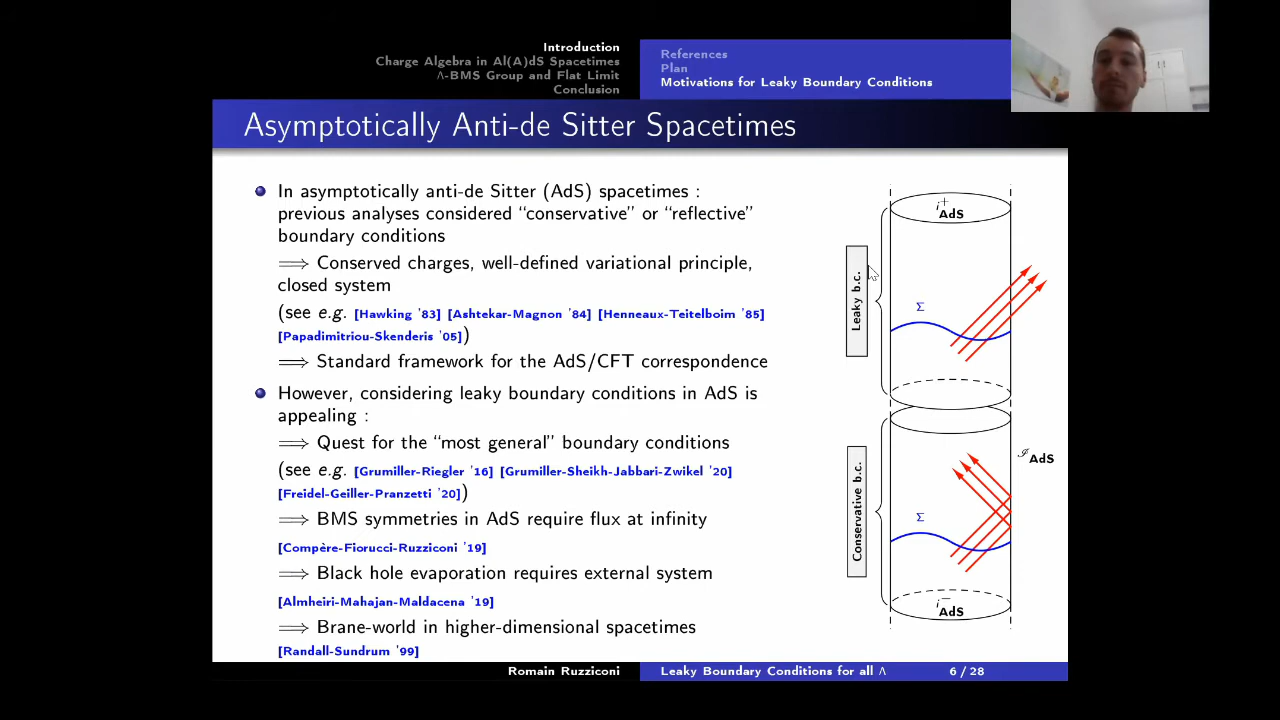 Introduction
Charge Algebra in Al(A)dS Spacetimes
Λ-BMS Group and Flat Limit
Conclusion
References
Plan
Motivations for Leaky Boundary Conditions
Asymptotically Anti-de Sitter Spacetimes
In asymptotically anti-de Sitter (AdS) spacetimes :
previous analyses considered “conservative” or “reflective”
boundary conditions
⟹ Conserved charges, well-defined variational principle,
closed system
(see e.g. [Hawking '83] [Ashtekar-Magnon '84] [Henneaux-Teitelboim '85]
[Papadimitriou-Skenderis '05])
⟹ Standard framework for the AdS/CFT correspondence
However, considering leaky boundary conditions in AdS is
appealing :
⟹ Quest for the “most general” boundary conditions
(see e.g. [Grumiller-Riegler '16] [Grumiller-Sheikh-Jabbari-Zwikel '20]
[Freidel-Geiller-Pranzetti '20])
⟹ BMS symmetries in AdS require flux at infinity
[Compère-Fiorucci-Ruzziconi '19]
⟹ Black hole evaporation requires external system
[Almheiri-Mahajan-Maldacena '19]
⟹ Brane-world in higher-dimensional spacetimes
[Randall-Sundrum '99]
i⁺AdS
Leaky b.c.
Σ
ℐAdS
Conservative b.c.
Σ
i⁻AdS
Romain Ruzziconi
Leaky Boundary Conditions for all Λ
6 / 28